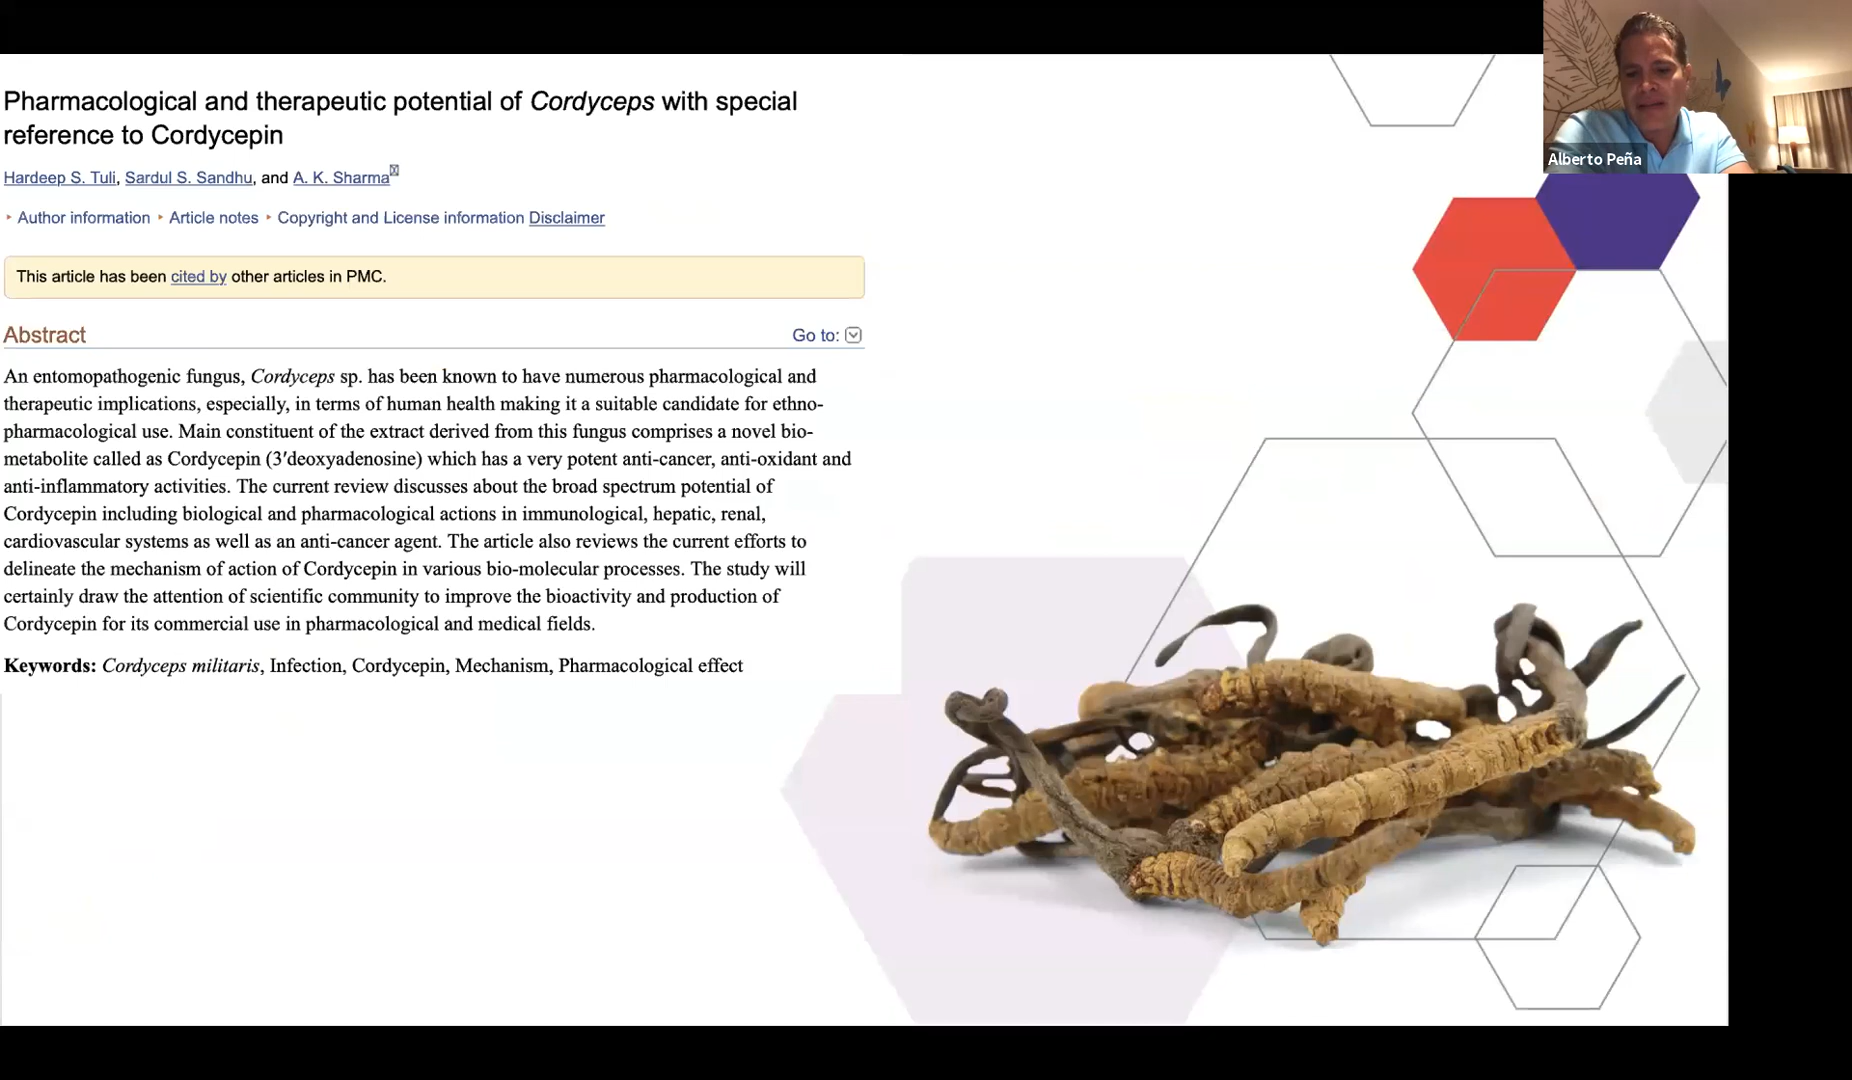 Pharmacological and therapeutic potential of Cordyceps with special
reference to Cordycepin
Hardeep S. Tuli, Sardul S. Sandhu, and A. K. Sharma
Author information Article notes Copyright and License information Disclaimer
This article has been cited by other articles in PMC.
Abstract
Go to:
An entomopathogenic fungus, Cordyceps sp. has been known to have numerous pharmacological and
therapeutic implications, especially, in terms of human health making it a suitable candidate for ethno-
pharmacological use. Main constituent of the extract derived from this fungus comprises a novel bio-
metabolite called as Cordycepin (3′deoxyadenosine) which has a very potent anti-cancer, anti-oxidant and
anti-inflammatory activities. The current review discusses about the broad spectrum potential of
Cordycepin including biological and pharmacological actions in immunological, hepatic, renal,
cardiovascular systems as well as an anti-cancer agent. The article also reviews the current efforts to
delineate the mechanism of action of Cordycepin in various bio-molecular processes. The study will
certainly draw the attention of scientific community to improve the bioactivity and production of
Cordycepin for its commercial use in pharmacological and medical fields.
Keywords: Cordyceps militaris, Infection, Cordycepin, Mechanism, Pharmacological effect
Alberto Peña